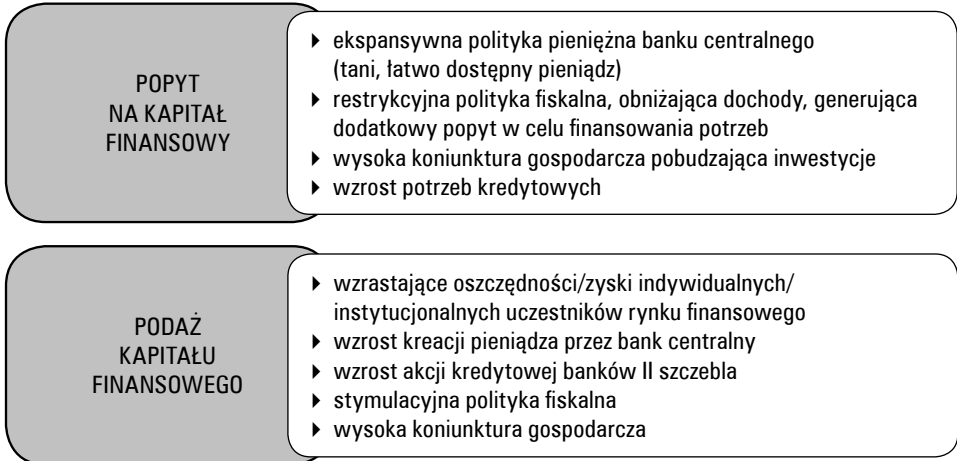 POPYT
NA KAPITAŁ
FINANSOWY
▸ ekspansywna polityka pieniężna banku centralnego
(tani, łatwo dostępny pieniądz)
▸ restrykcyjna polityka fiskalna, obniżająca dochody, generująca
dodatkowy popyt w celu finansowania potrzeb
▸ wysoka koniunktura gospodarcza pobudzająca inwestycje
▸ wzrost potrzeb kredytowych
PODAŻ
KAPITAŁU
FINANSOWEGO
▸ wzrastające oszczędności/zyski indywidualnych/
instytucjonalnych uczestników rynku finansowego
▸ wzrost kreacji pieniądza przez bank centralny
▸ wzrost akcji kredytowej banków II szczebla
▸ stymulacyjna polityka fiskalna
▸ wysoka koniunktura gospodarcza